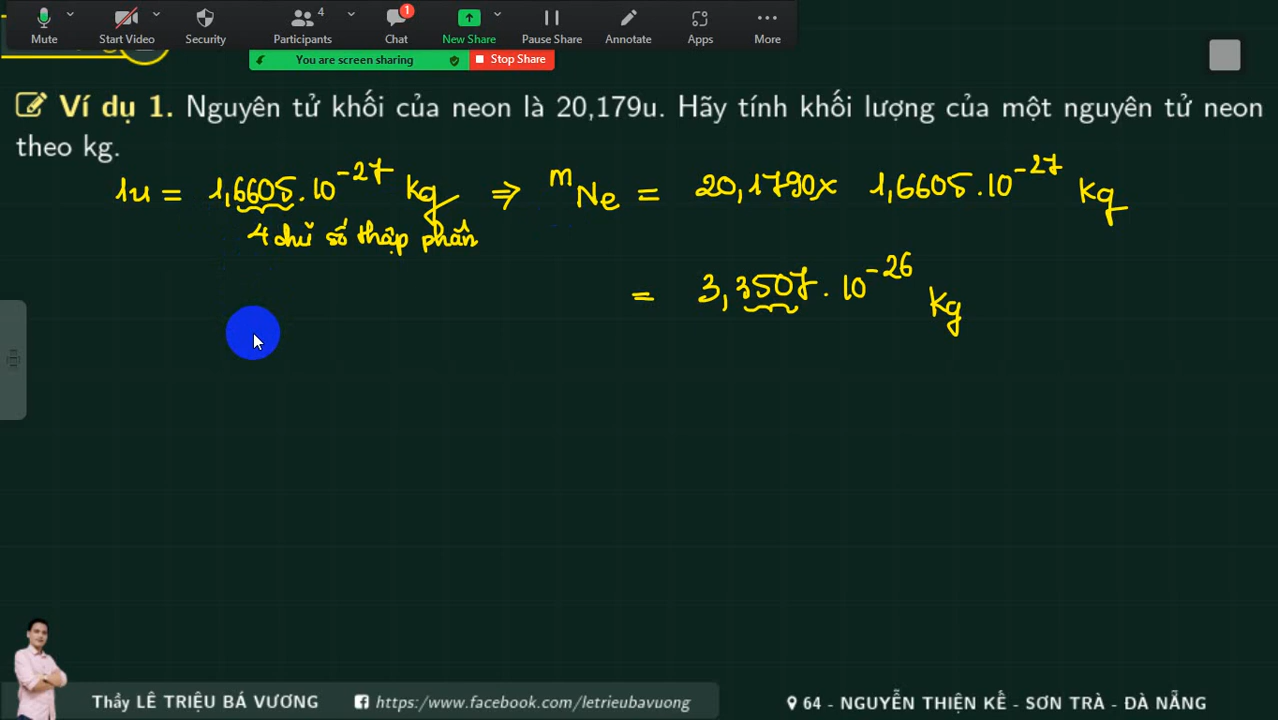 Mute
Start Video
Security
4
Participants
1
Chat
New Share
Pause Share
Annotate
Apps
More
You are screen sharing
Stop Share
Ví dụ 1. Nguyên tử khối của neon là 20,179u. Hãy tính khối lượng của một nguyên tử neon
theo kg.
1u = 1,6605.10⁻²⁷ kg ⇒ mNe = 20,1790x 1,6605.10⁻²⁷ kg
4 chữ số thập phân
= 3,3507.10⁻²⁶ kg
Thầy LÊ TRIỆU BÁ VƯƠNG
https://www.facebook.com/letrieubavuong
64 - NGUYỄN THIỆN KẾ - SƠN TRÀ - ĐÀ NẴNG